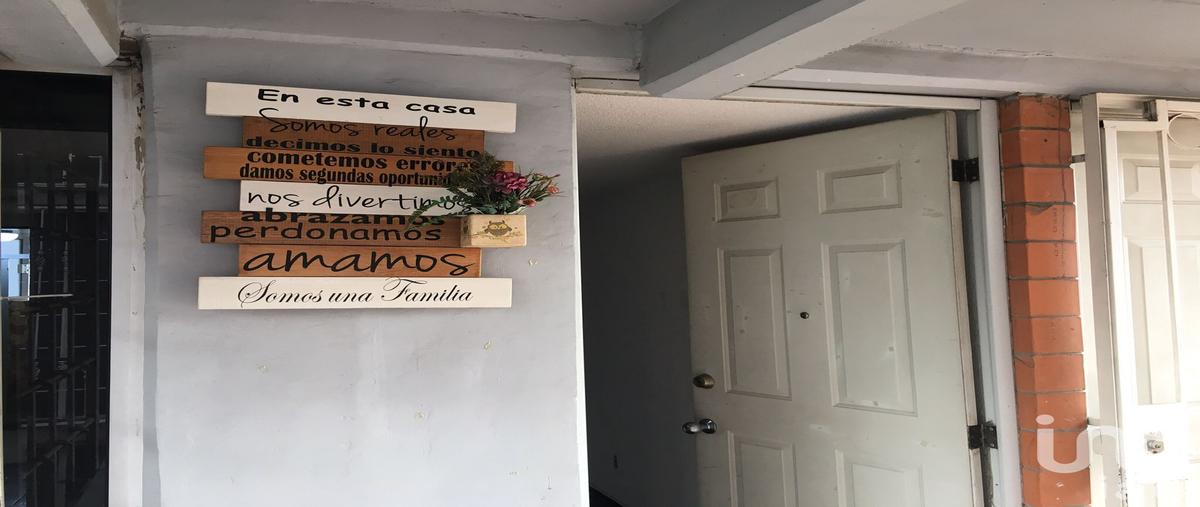 En esta casa
Somos reales
decimos lo siento
cometemos errores
damos segundas
nos divertimos
abrazamos
perdonamos
amamos
Somos una Familia
in